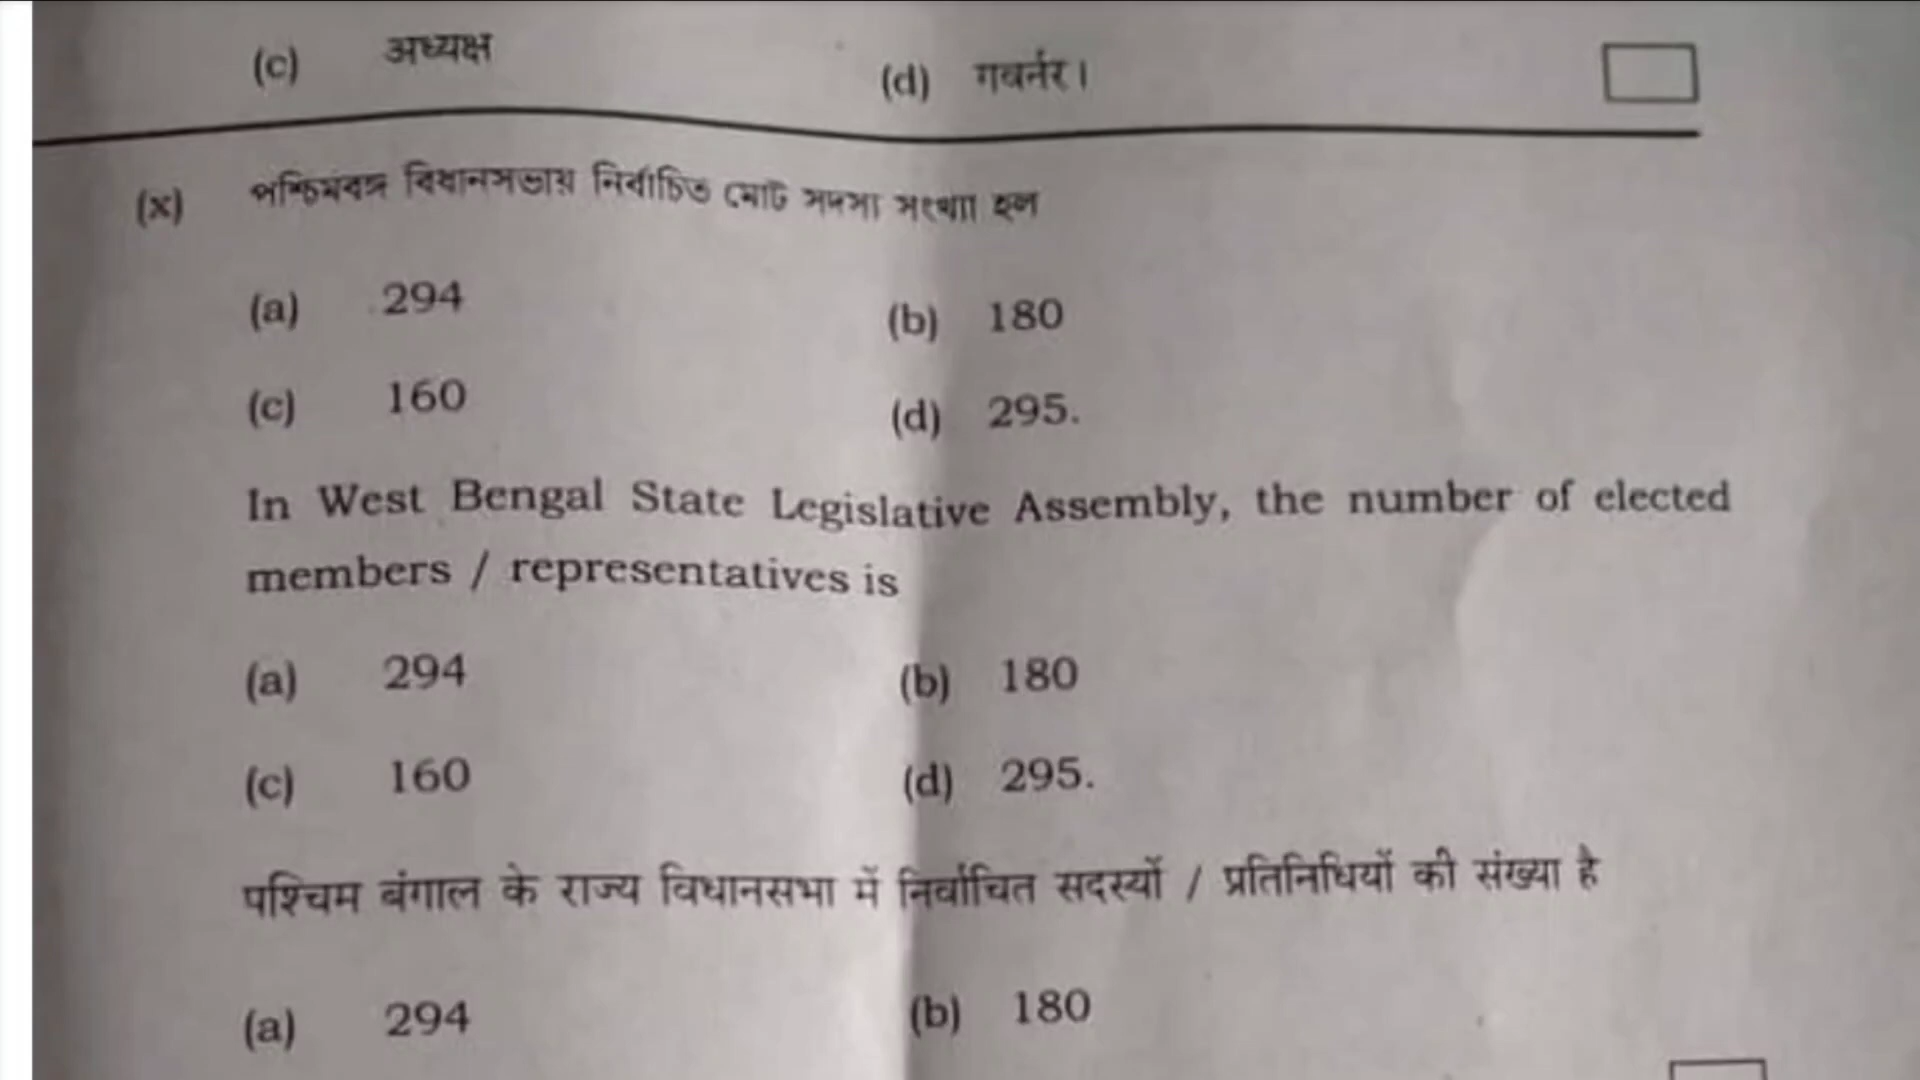 (c) अध्यक्ष (d) गवर्नर।
(x) পশ্চিমবঙ্গ বিধানসভায় নির্বাচিত মোট সদস্য সংখ্যা হল
(a) 294 (b) 180
(c) 160 (d) 295.
In West Bengal State Legislative Assembly, the number of elected
members / representatives is
(a) 294 (b) 180
(c) 160 (d) 295.
पश्चिम बंगाल के राज्य विधानसभा में निर्वाचित सदस्यों / प्रतिनिधियों की संख्या है
(a) 294 (b) 180